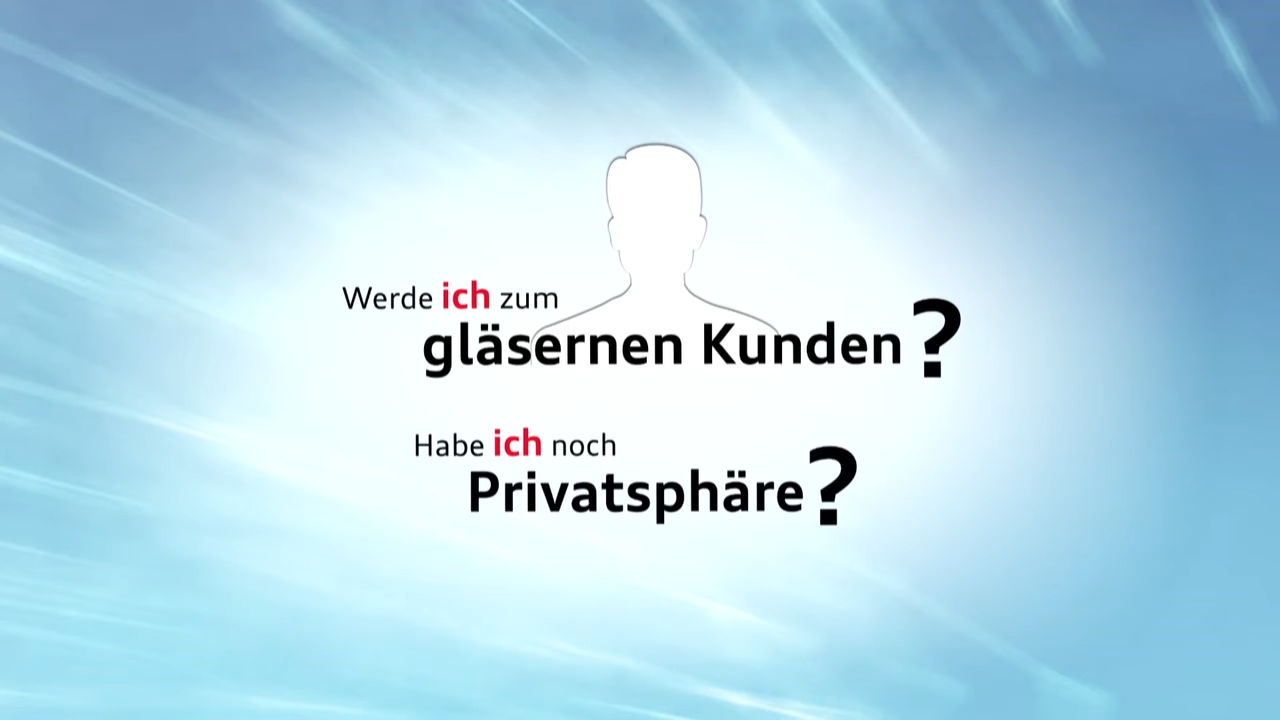 Werde ich zum
gläsernen Kunden?
Habe ich noch
Privatsphäre?